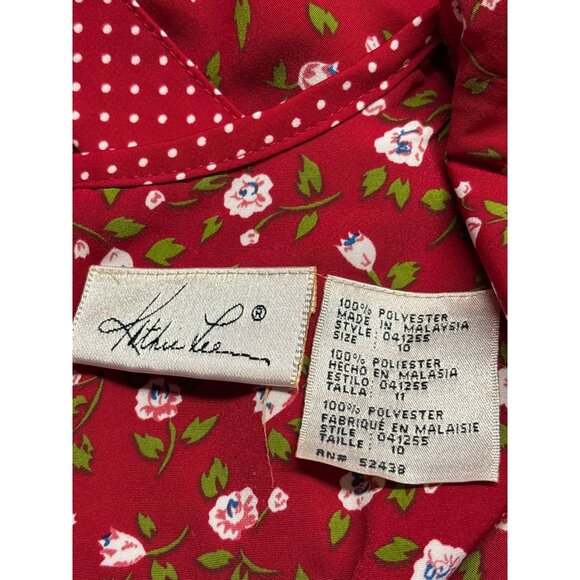 Kathie Lee ®
100% POLYESTER
MADE IN MALAYSIA
STYLE: 041255
SIZE : 10
100% POLIESTER
HECHO EN MALASIA
ESTILO: 041255
TALLA : 11
100% POLYESTER
FABRIQUÉ EN MALAISIE
STILE : 041255
TAILLE : 10
RN# 52438